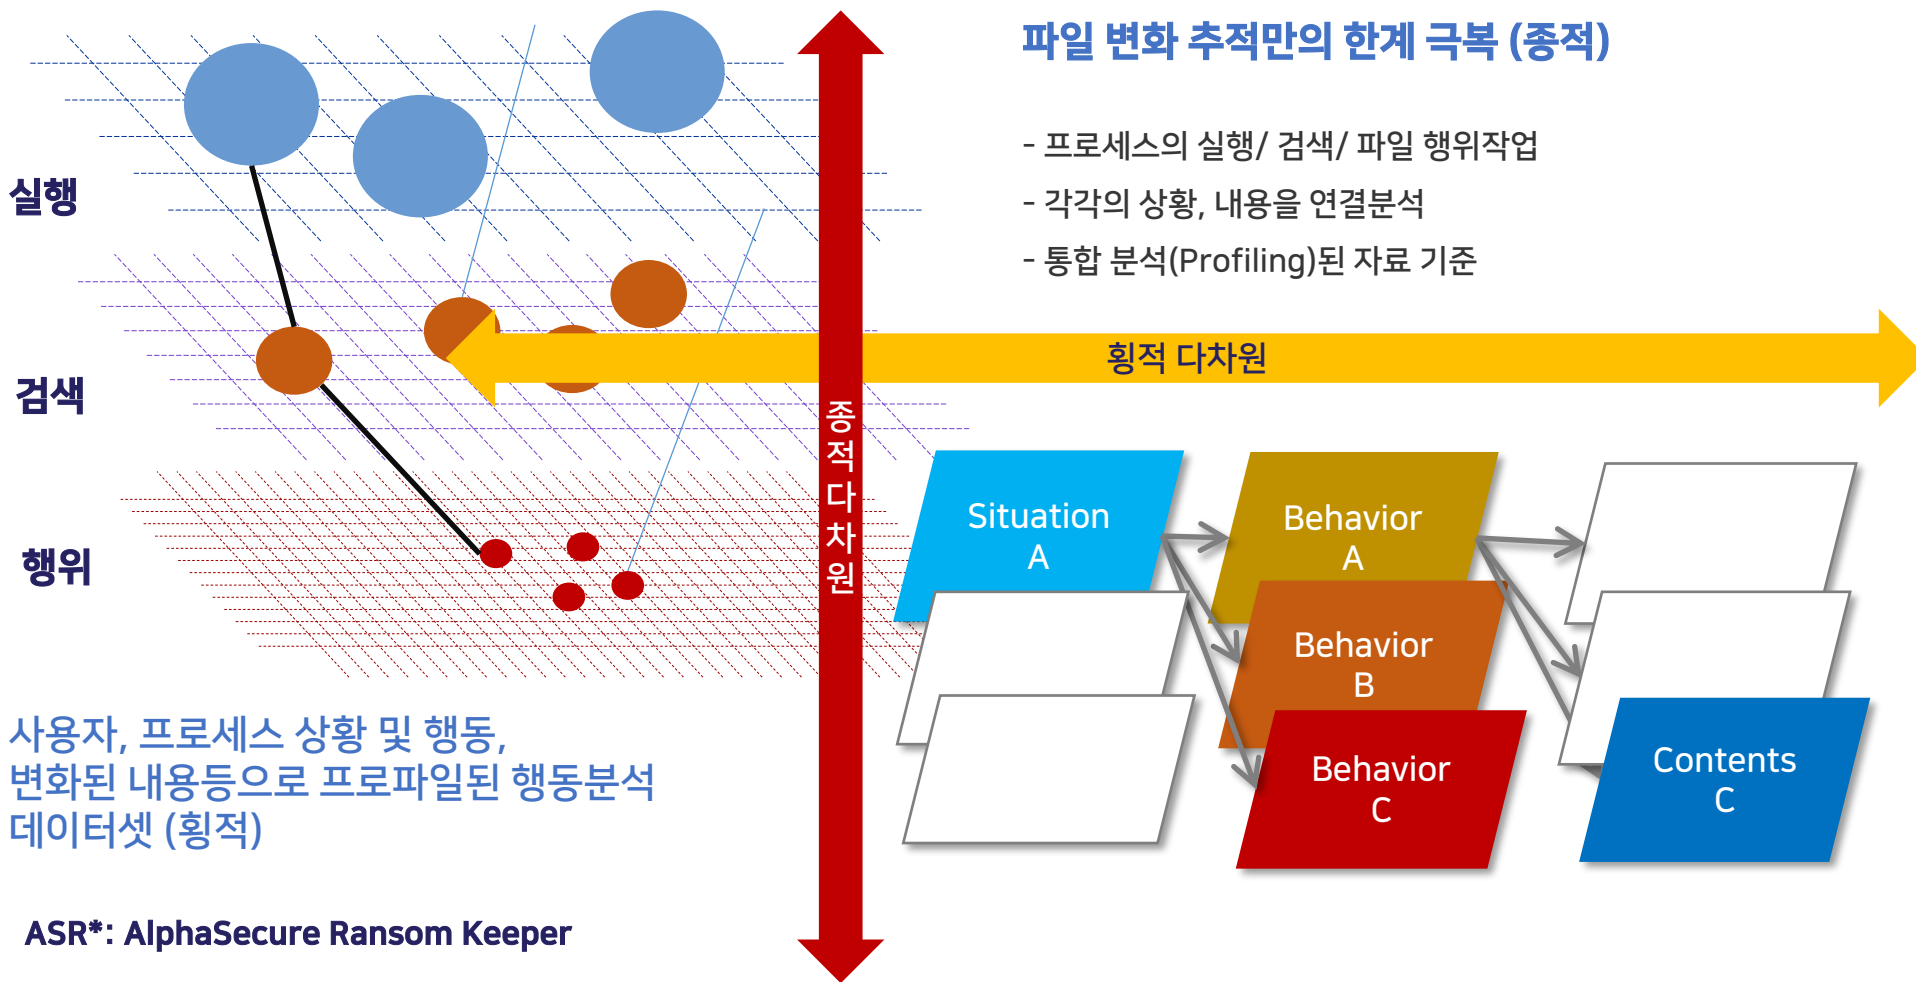 파일 변화 추적만의 한계 극복 (종적)
- 프로세스의 실행/ 검색/ 파일 행위작업
- 각각의 상황, 내용을 연결분석
- 통합 분석(Profiling)된 자료 기준
실행
검색
행위
횡적 다차원
종적다차원
Situation
A
Behavior
A
Behavior
B
Behavior
C
Contents
C
사용자, 프로세스 상황 및 행동,
변화된 내용등으로 프로파일된 행동분석
데이터셋 (횡적)
ASR*: AlphaSecure Ransom Keeper